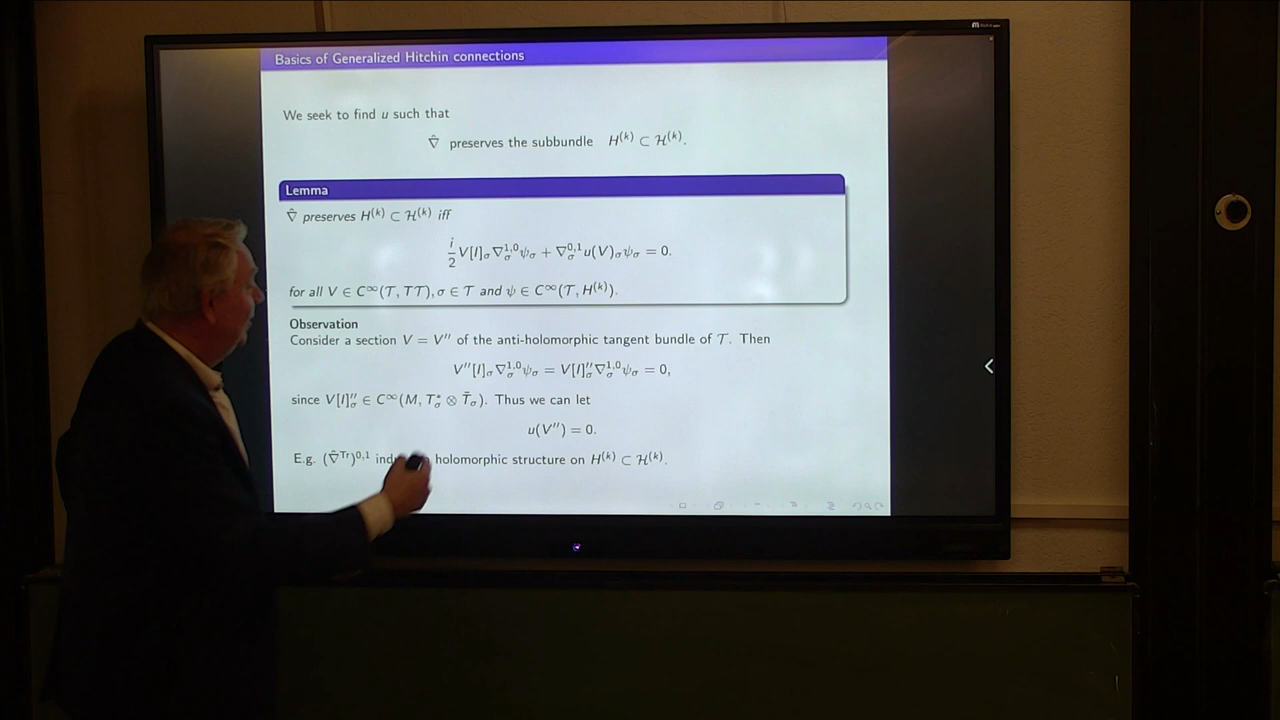 Basics of Generalized Hitchin connections
We seek to find u such that
∇̂ preserves the subbundle H⁽ᵏ⁾ ⊂ ℋ⁽ᵏ⁾.
Lemma
∇̂ preserves H⁽ᵏ⁾ ⊂ ℋ⁽ᵏ⁾ iff
i/2 V[I]_σ ∇^{1,0}_σ ψ_σ + ∇^{0,1}_σ u(V)_σ ψ_σ = 0.
for all V ∈ C^∞(𝒯, T𝒯), σ ∈ 𝒯 and ψ ∈ C^∞(𝒯, H⁽ᵏ⁾).
Observation
Consider a section V = V″ of the anti-holomorphic tangent bundle of 𝒯. Then
V″[I]_σ ∇^{1,0}_σ ψ_σ = V[I]″_σ ∇^{1,0}_σ ψ_σ = 0,
since V[I]″_σ ∈ C^∞(M, T*_σ ⊗ T̄_σ). Thus we can let
u(V″) = 0.
E.g. (∇̂^{Tr})^{0,1} holomorphic structure on H⁽ᵏ⁾ ⊂ ℋ⁽ᵏ⁾.